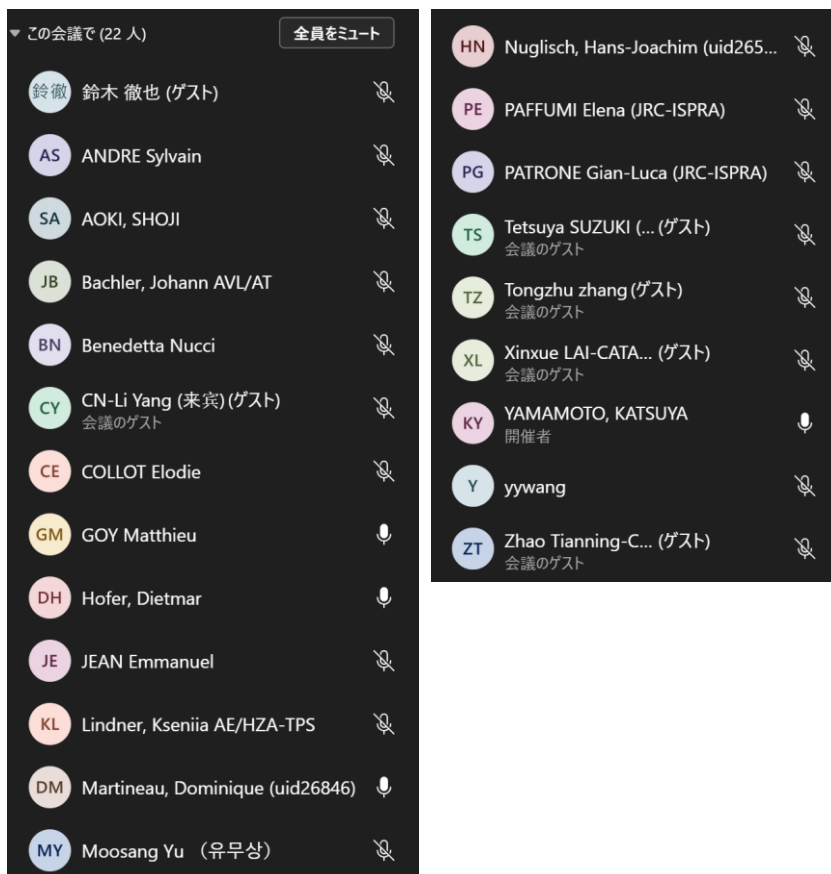 この会議で (22 人)
全員をミュート
鈴徹
鈴木 徹也 (ゲスト)
AS
ANDRE Sylvain
SA
AOKI, SHOJI
JB
Bachler, Johann AVL/AT
BN
Benedetta Nucci
CY
CN-Li Yang (来宾)(ゲスト)
会議のゲスト
CE
COLLOT Elodie
GM
GOY Matthieu
DH
Hofer, Dietmar
JE
JEAN Emmanuel
KL
Lindner, Kseniia AE/HZA-TPS
DM
Martineau, Dominique (uid26846)
MY
Moosang Yu （유무상）
HN
Nuglisch, Hans-Joachim (uid265...
PE
PAFFUMI Elena (JRC-ISPRA)
PG
PATRONE Gian-Luca (JRC-ISPRA)
TS
Tetsuya SUZUKI (... (ゲスト)
会議のゲスト
TZ
Tongzhu zhang (ゲスト)
会議のゲスト
XL
Xinxue LAI-CATA... (ゲスト)
会議のゲスト
KY
YAMAMOTO, KATSUYA
開催者
Y
yywang
ZT
Zhao Tianning-C... (ゲスト)
会議のゲスト